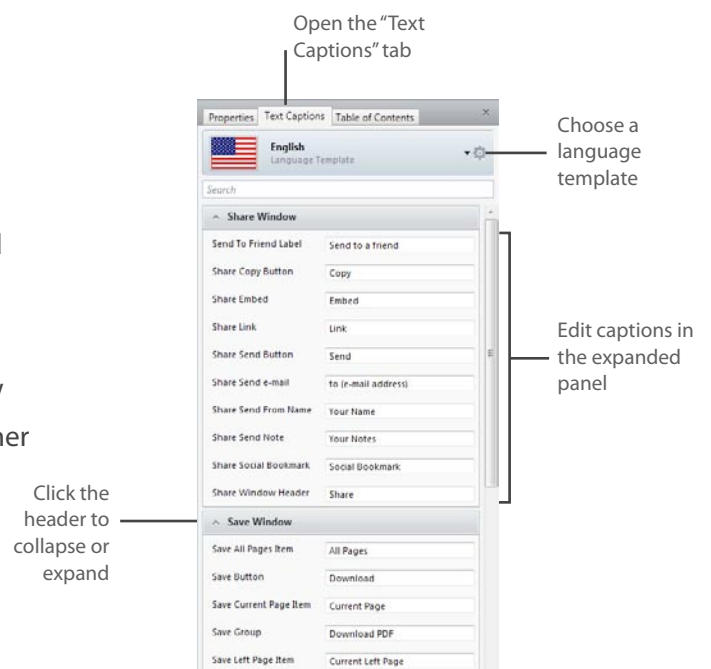 Open the “Text
Captions” tab
Properties Text Captions Table of Contents
English
Language Template
Choose a
language
template
Search
Share Window
Send To Friend Label Send to a friend
Share Copy Button Copy
Share Embed Embed
Share Link Link
Share Send Button Send
Share Send e-mail to (e-mail address)
Share Send From Name Your Name
Share Send Note Your Notes
Share Social Bookmark Social Bookmark
Share Window Header Share
Edit captions in
the expanded
panel
Click the
header to
collapse or
expand
Save Window
Save All Pages Item All Pages
Save Button Download
Save Current Page Item Current Page
Save Group Download PDF
Save Left Page Item Current Left Page